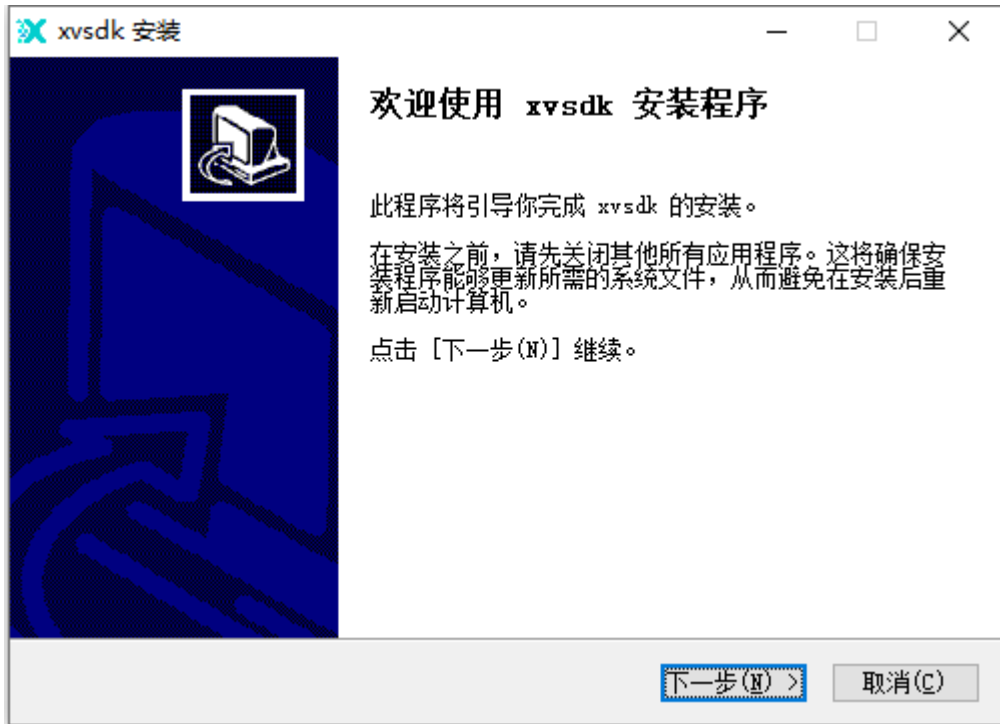 xvsdk 安装
欢迎使用 xvsdk 安装程序
此程序将引导你完成 xvsdk 的安装。
在安装之前，请先关闭其他所有应用程序。这将确保安
装程序能够更新所需的系统文件，从而避免在安装后重
新启动计算机。
点击 [下一步(N)] 继续。
下一步(N) >
取消(C)